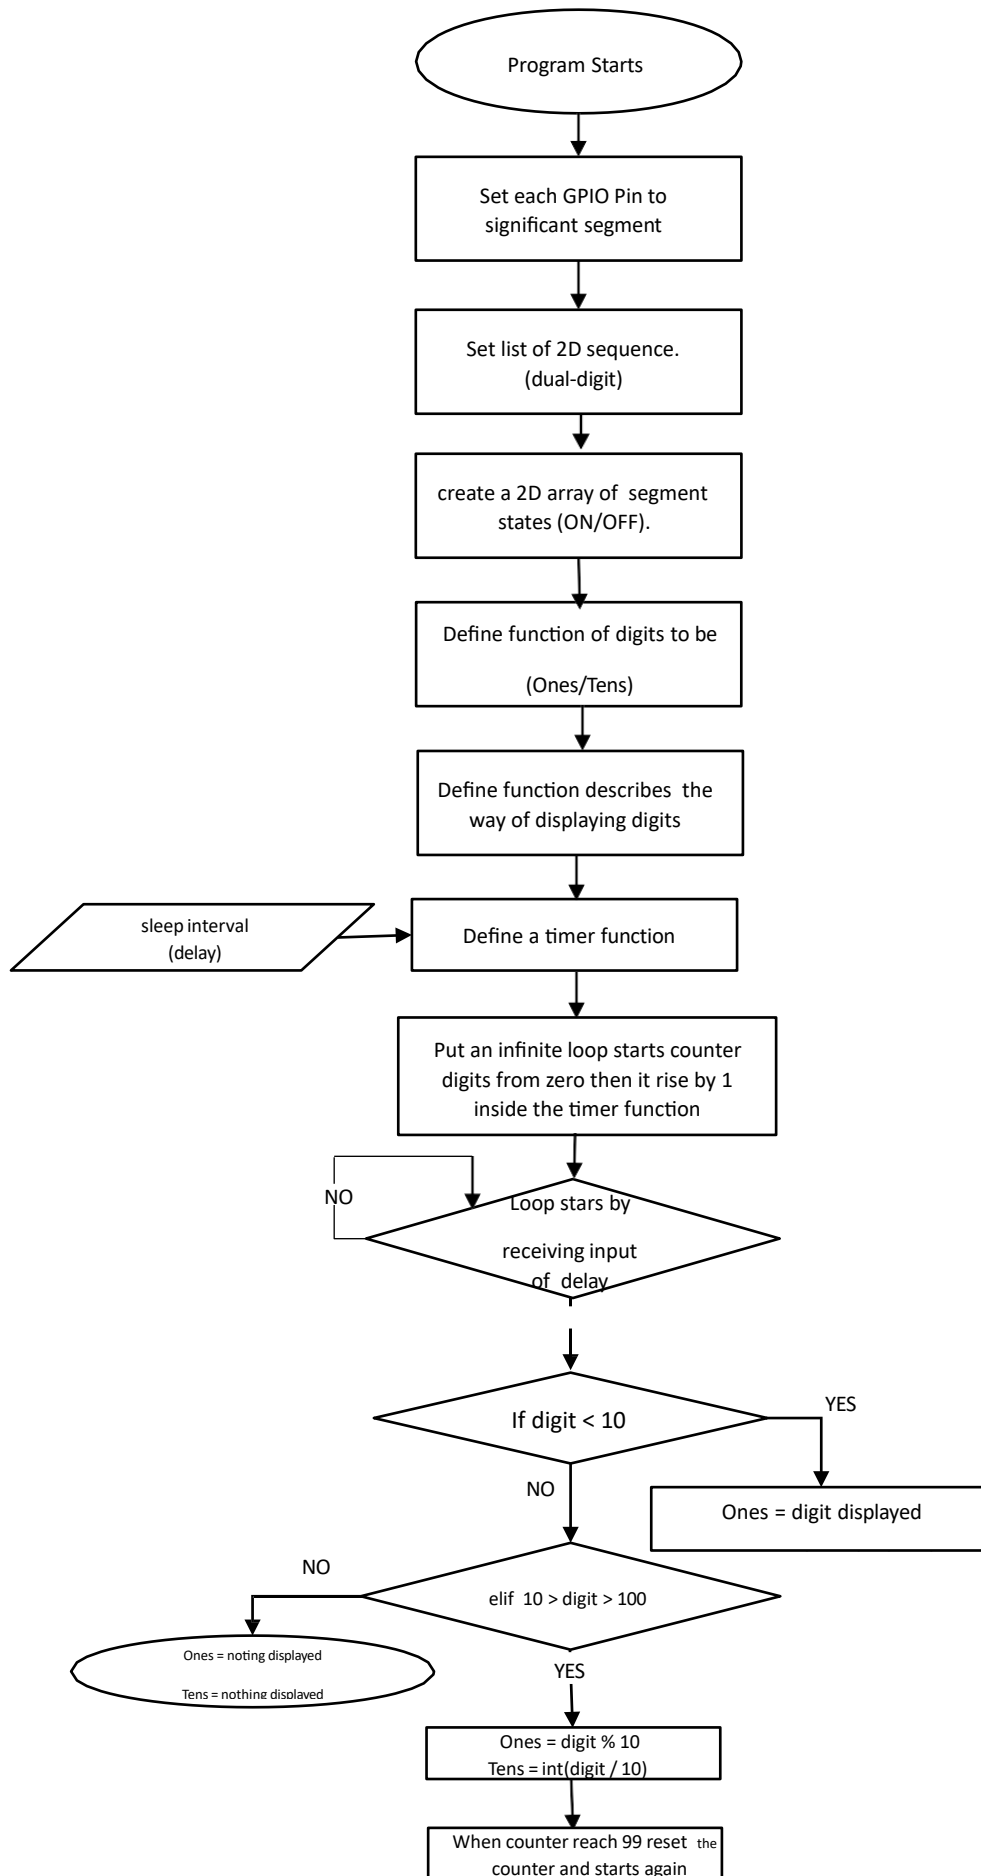 Program Starts
Set each GPIO Pin to
significant segment
Set list of 2D sequence.
(dual-digit)
create a 2D array of segment
states (ON/OFF).
Define function of digits to be
(Ones/Tens)
Define function describes the
way of displaying digits
sleep interval
(delay)
Define a timer function
Put an infinite loop starts counter
digits from zero then it rise by 1
inside the timer function
NO
Loop stars by
receiving input
of delay
If digit < 10
YES
NO
Ones = digit displayed
NO
elif 10 > digit > 100
Ones = noting displayed
Tens = nothing displayed
YES
Ones = digit % 10
Tens = int(digit / 10)
When counter reach 99 reset the
counter and starts again